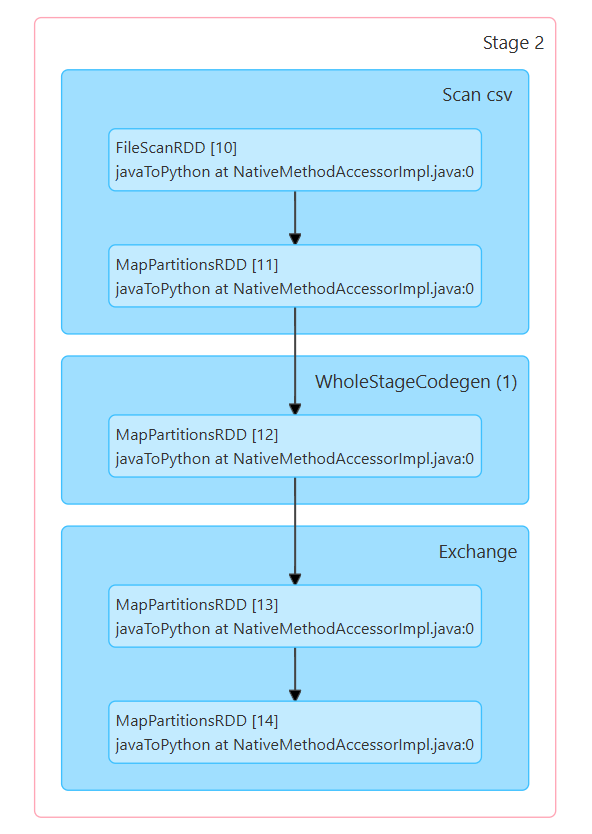 Stage 2
Scan csv
FileScanRDD [10]
javaToPython at NativeMethodAccessorImpl.java:0
MapPartitionsRDD [11]
javaToPython at NativeMethodAccessorImpl.java:0
WholeStageCodegen (1)
MapPartitionsRDD [12]
javaToPython at NativeMethodAccessorImpl.java:0
Exchange
MapPartitionsRDD [13]
javaToPython at NativeMethodAccessorImpl.java:0
MapPartitionsRDD [14]
javaToPython at NativeMethodAccessorImpl.java:0